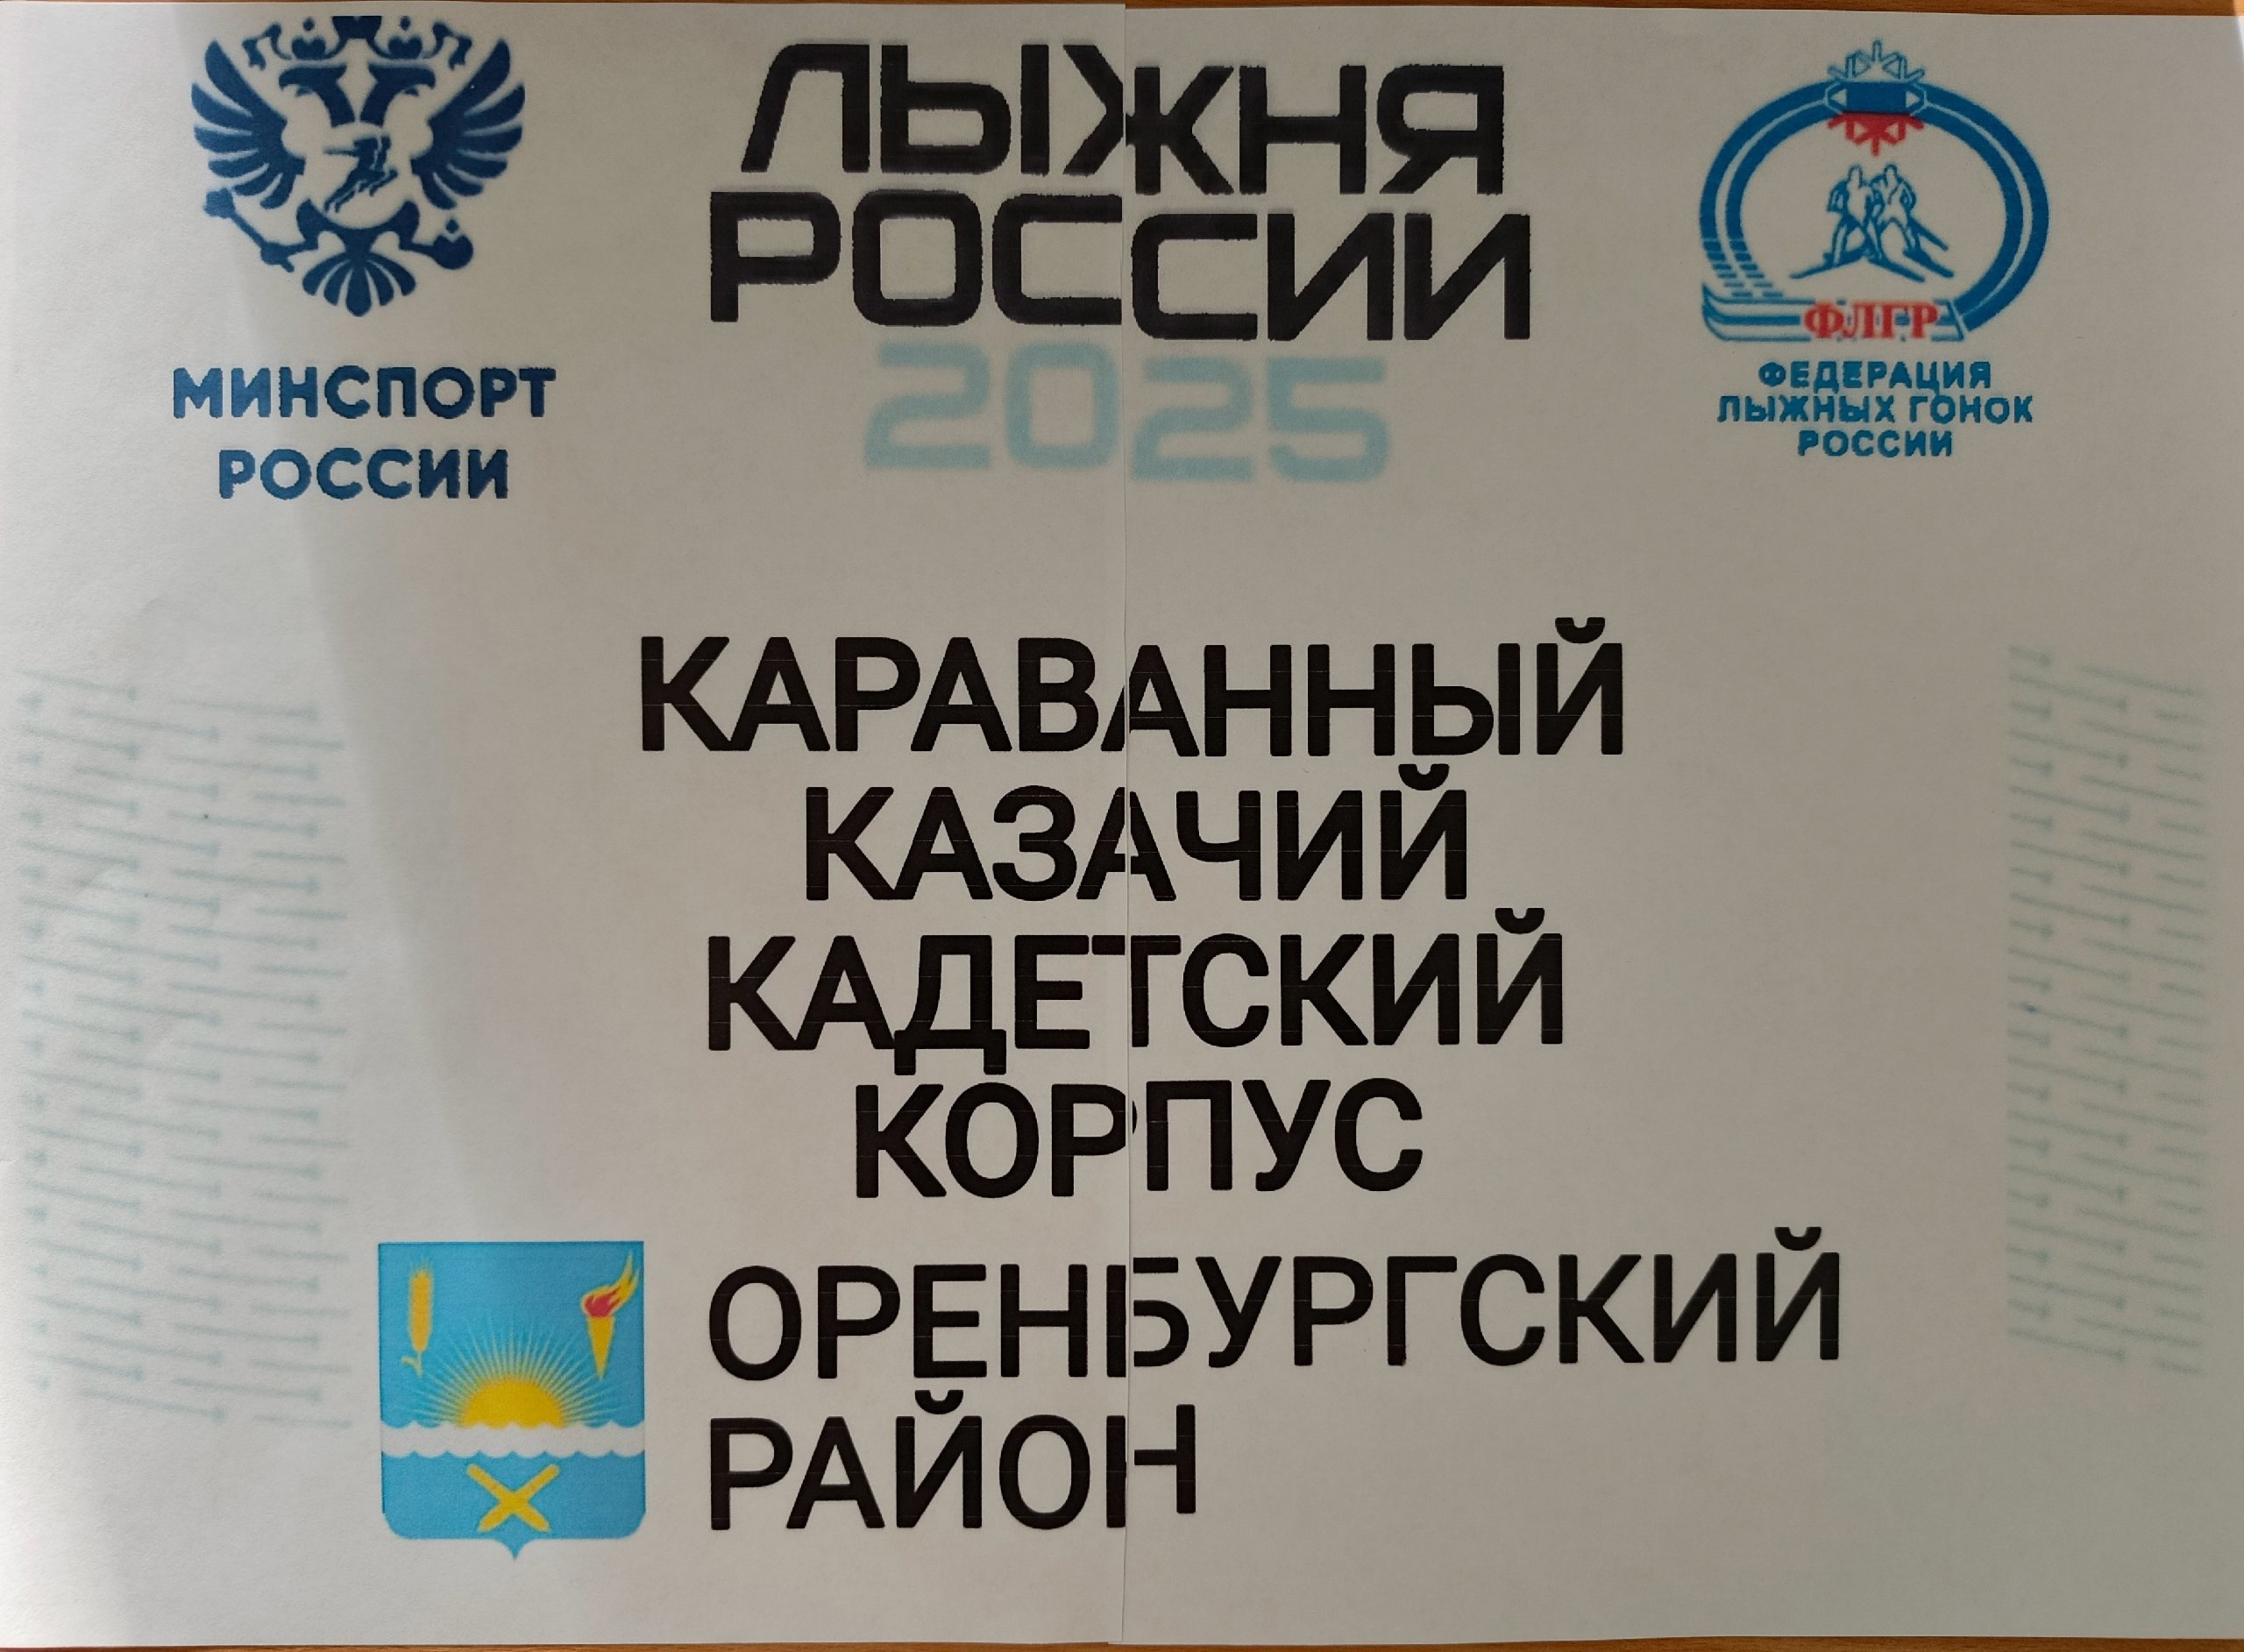 ЛЫЖНЯ
РОССИИ
2025
МИНСПОРТ
РОССИИ
ФЛГР
ФЕДЕРАЦИЯ
ЛЫЖНЫХ ГОНОК
РОССИИ
КАРАВАННЫЙ
КАЗАЧИЙ
КАДЕТСКИЙ
КОРПУС
ОРЕНБУРГСКИЙ
РАЙОН